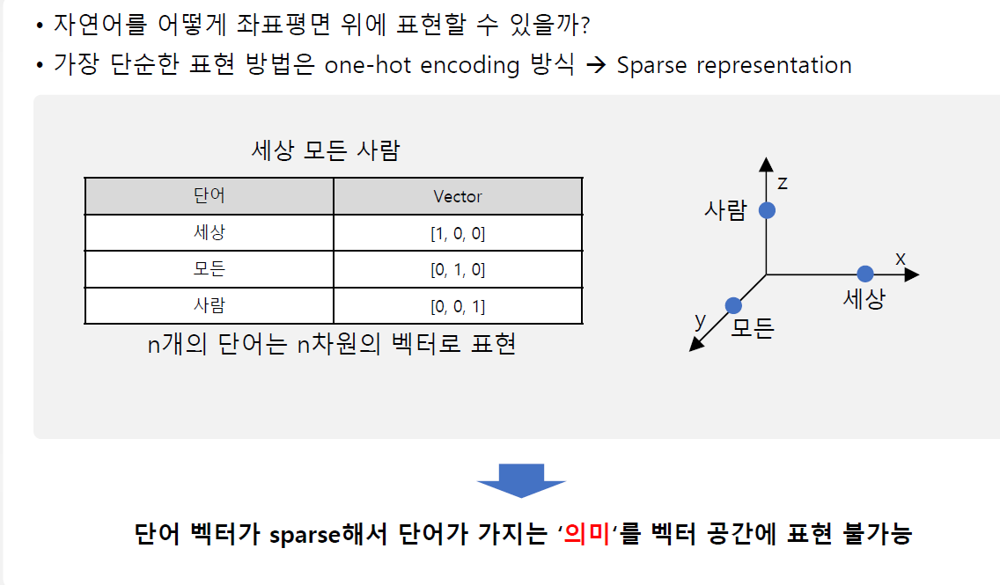 • 자연어를 어떻게 좌표평면 위에 표현할 수 있을까?
• 가장 단순한 표현 방법은 one-hot encoding 방식 → Sparse representation
세상 모든 사람
단어 Vector
세상 [1, 0, 0]
모든 [0, 1, 0]
사람 [0, 0, 1]
n개의 단어는 n차원의 벡터로 표현
z
사람
x
세상
y
모든
단어 벡터가 sparse해서 단어가 가지는 ‘의미‘를 벡터 공간에 표현 불가능